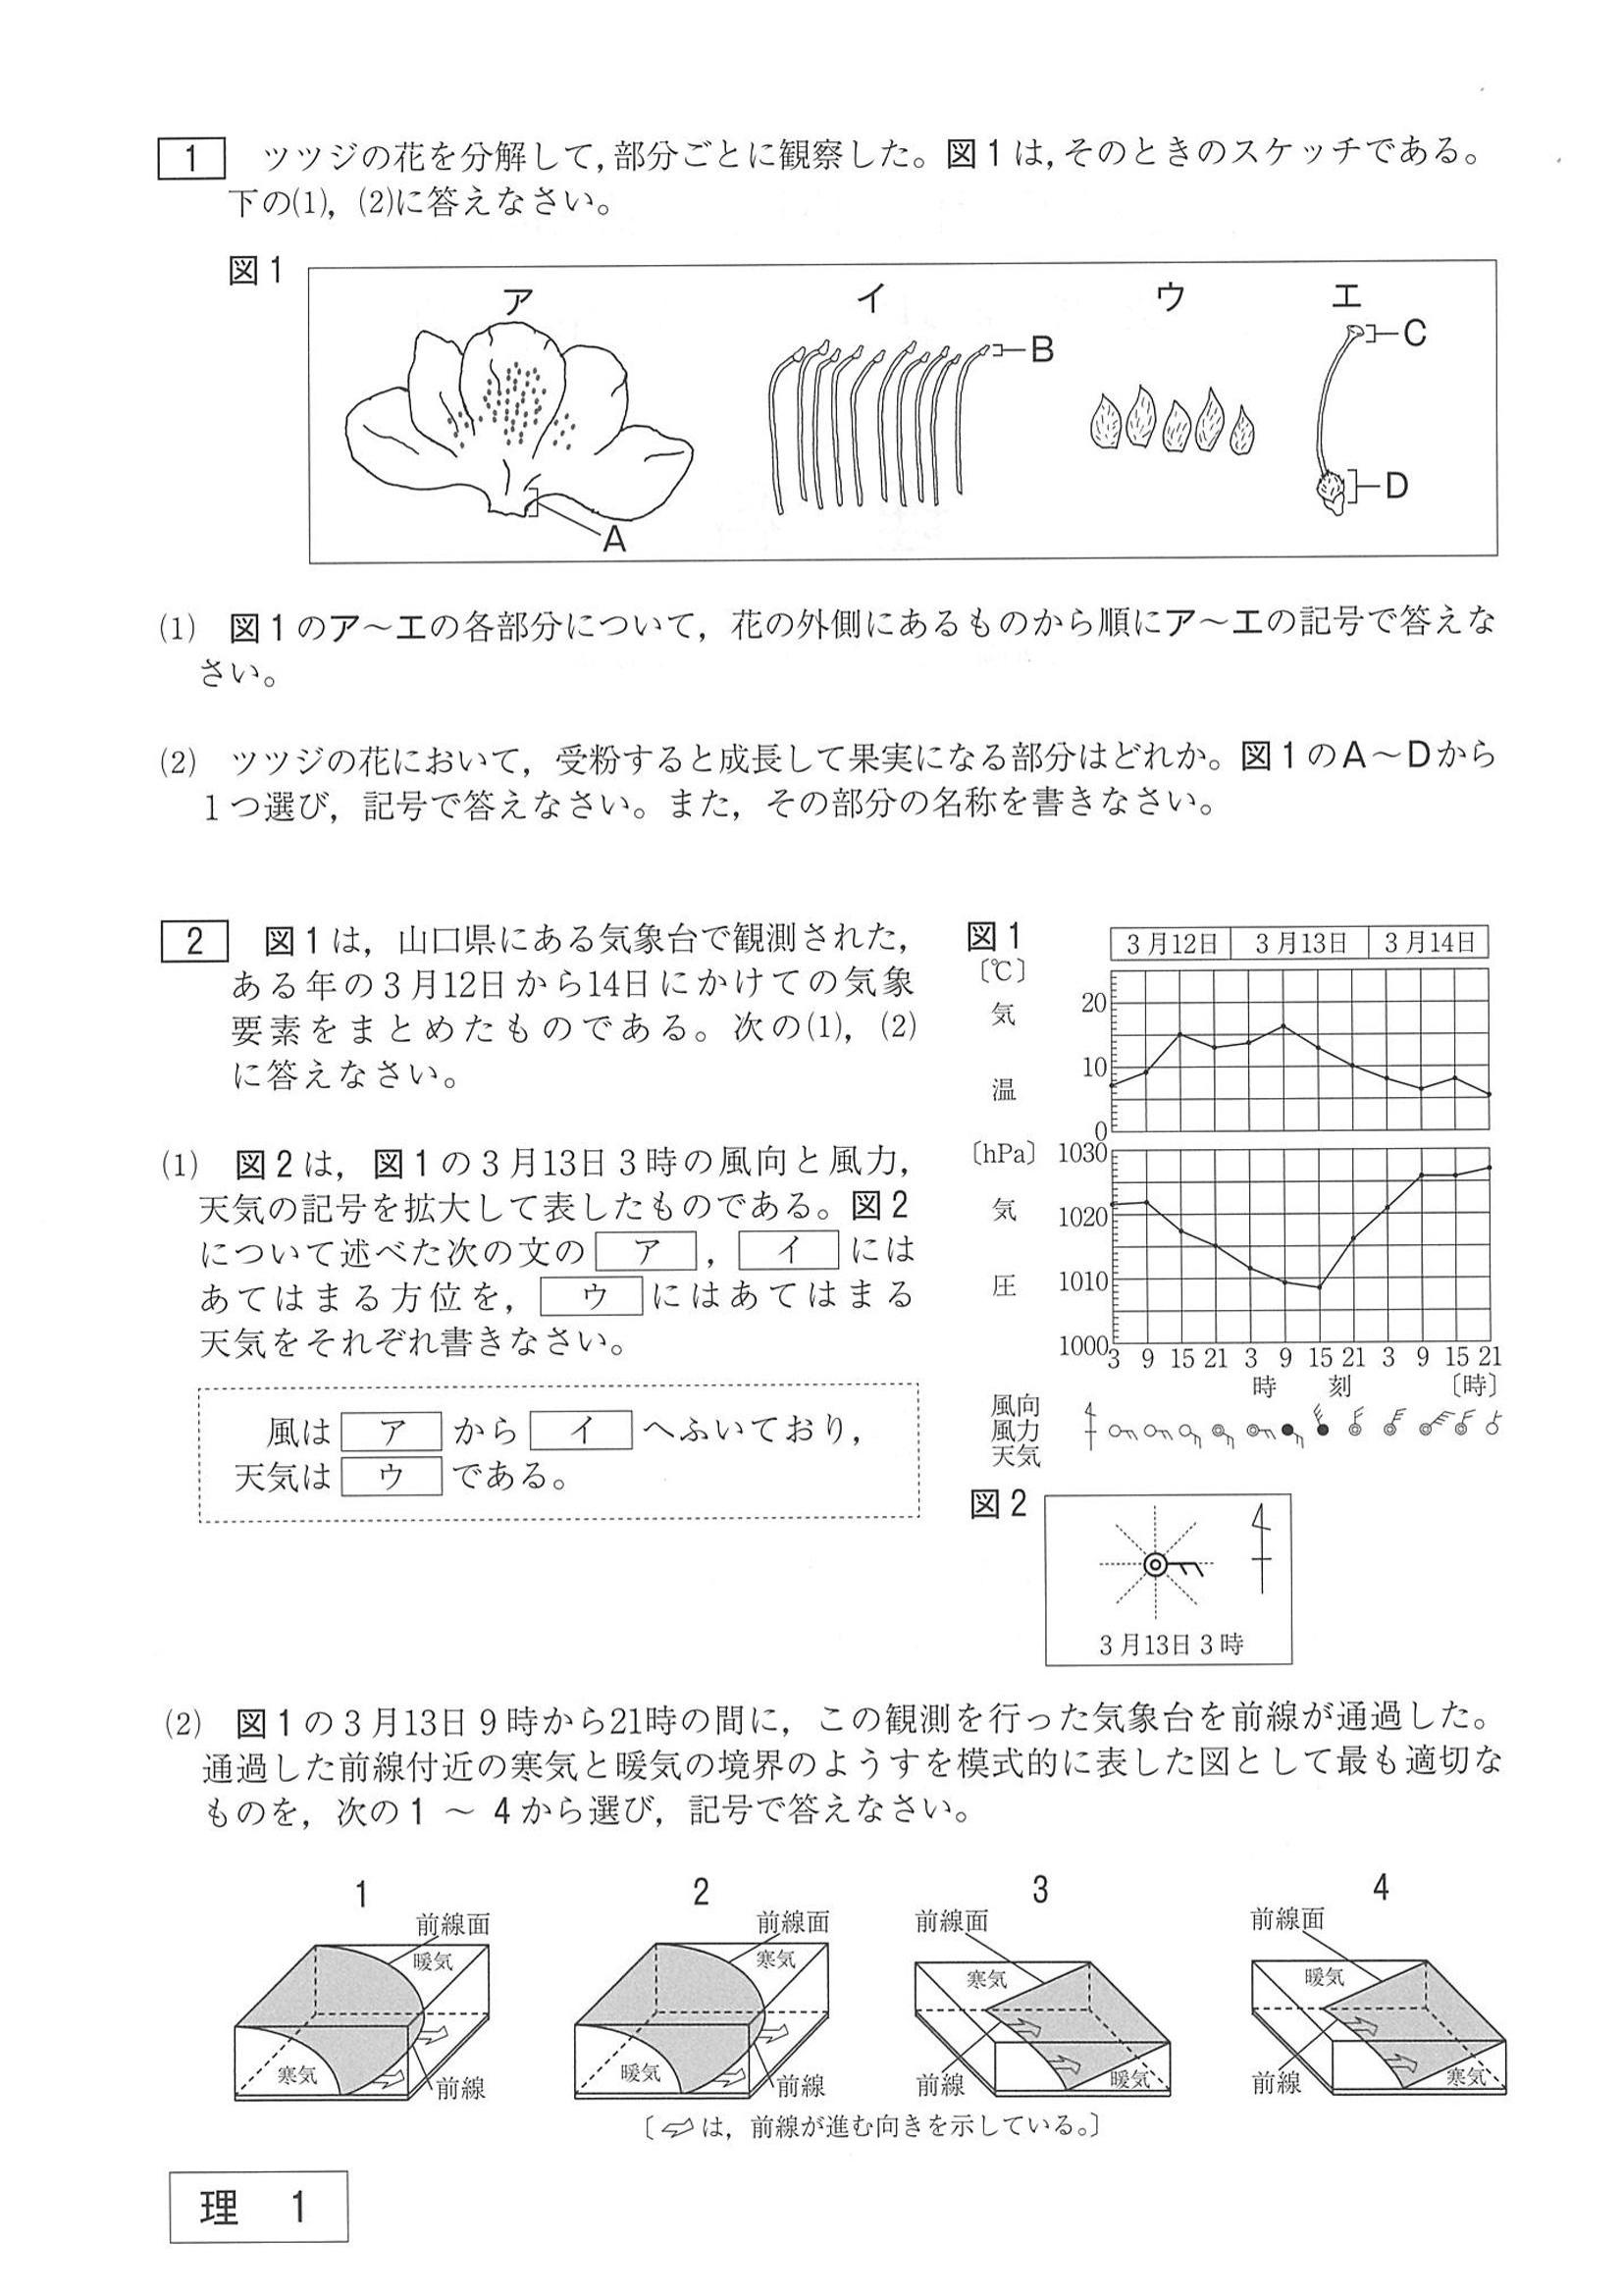 1 ツツジの花を分解して，部分ごとに観察した。図1は，そのときのスケッチである。
下の(1)，(2)に答えなさい。
図1
ア イ ウ エ
A
B
C
D
(1) 図1のア～エの各部分について，花の外側にあるものから順にア～エの記号で答えな
さい。
(2) ツツジの花において，受粉すると成長して果実になる部分はどれか。図1のA～Dから
1つ選び，記号で答えなさい。また，その部分の名称を書きなさい。
2 図1は，山口県にある気象台で観測された，
ある年の3月12日から14日にかけての気象
要素をまとめたものである。次の(1)，(2)
に答えなさい。
(1) 図2は，図1の3月13日3時の風向と風力，
天気の記号を拡大して表したものである。図2
について述べた次の文の ア ， イ には
あてはまる方位を， ウ にはあてはまる
天気をそれぞれ書きなさい。
風は ア から イ へふいており，
天気は ウ である。
図1
3月12日 3月13日 3月14日
〔℃〕
気
温
20
10
0
〔hPa〕
気
圧
1030
1020
1010
1000
3 9 15 21 3 9 15 21 3 9 15 21
時 刻 〔時〕
風向
風力
天気
図2
3月13日3時
(2) 図1の3月13日9時から21時の間に，この観測を行った気象台を前線が通過した。
通過した前線付近の寒気と暖気の境界のようすを模式的に表した図として最も適切な
ものを，次の1 ～ 4から選び，記号で答えなさい。
1 2 3 4
前線面 前線面 前線面 前線面
暖気 寒気 寒気 暖気
寒気 暖気 暖気 寒気
前線 前線 前線 前線
〔 は，前線が進む向きを示している。〕
理 1